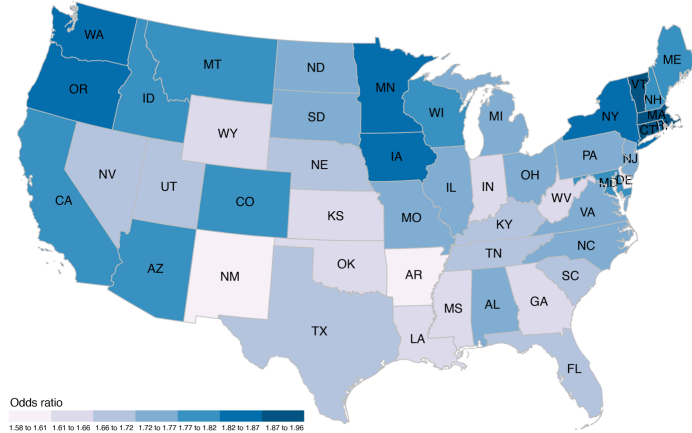 WA
ME
MT
ND
VT
OR
MN
NH
ID
WI
NY
MA
SD
MI
CT
RI
WY
IA
PA
NJ
NE
NV
OH
MD
DE
IL
IN
UT
CA
CO
WV
VA
KS
MO
KY
NC
TN
OK
AZ
NM
AR
SC
MS
AL
GA
TX
LA
FL
Odds ratio
1.58 to 1.61 1.61 to 1.66 1.66 to 1.72 1.72 to 1.77 1.77 to 1.82 1.82 to 1.87 1.87 to 1.96